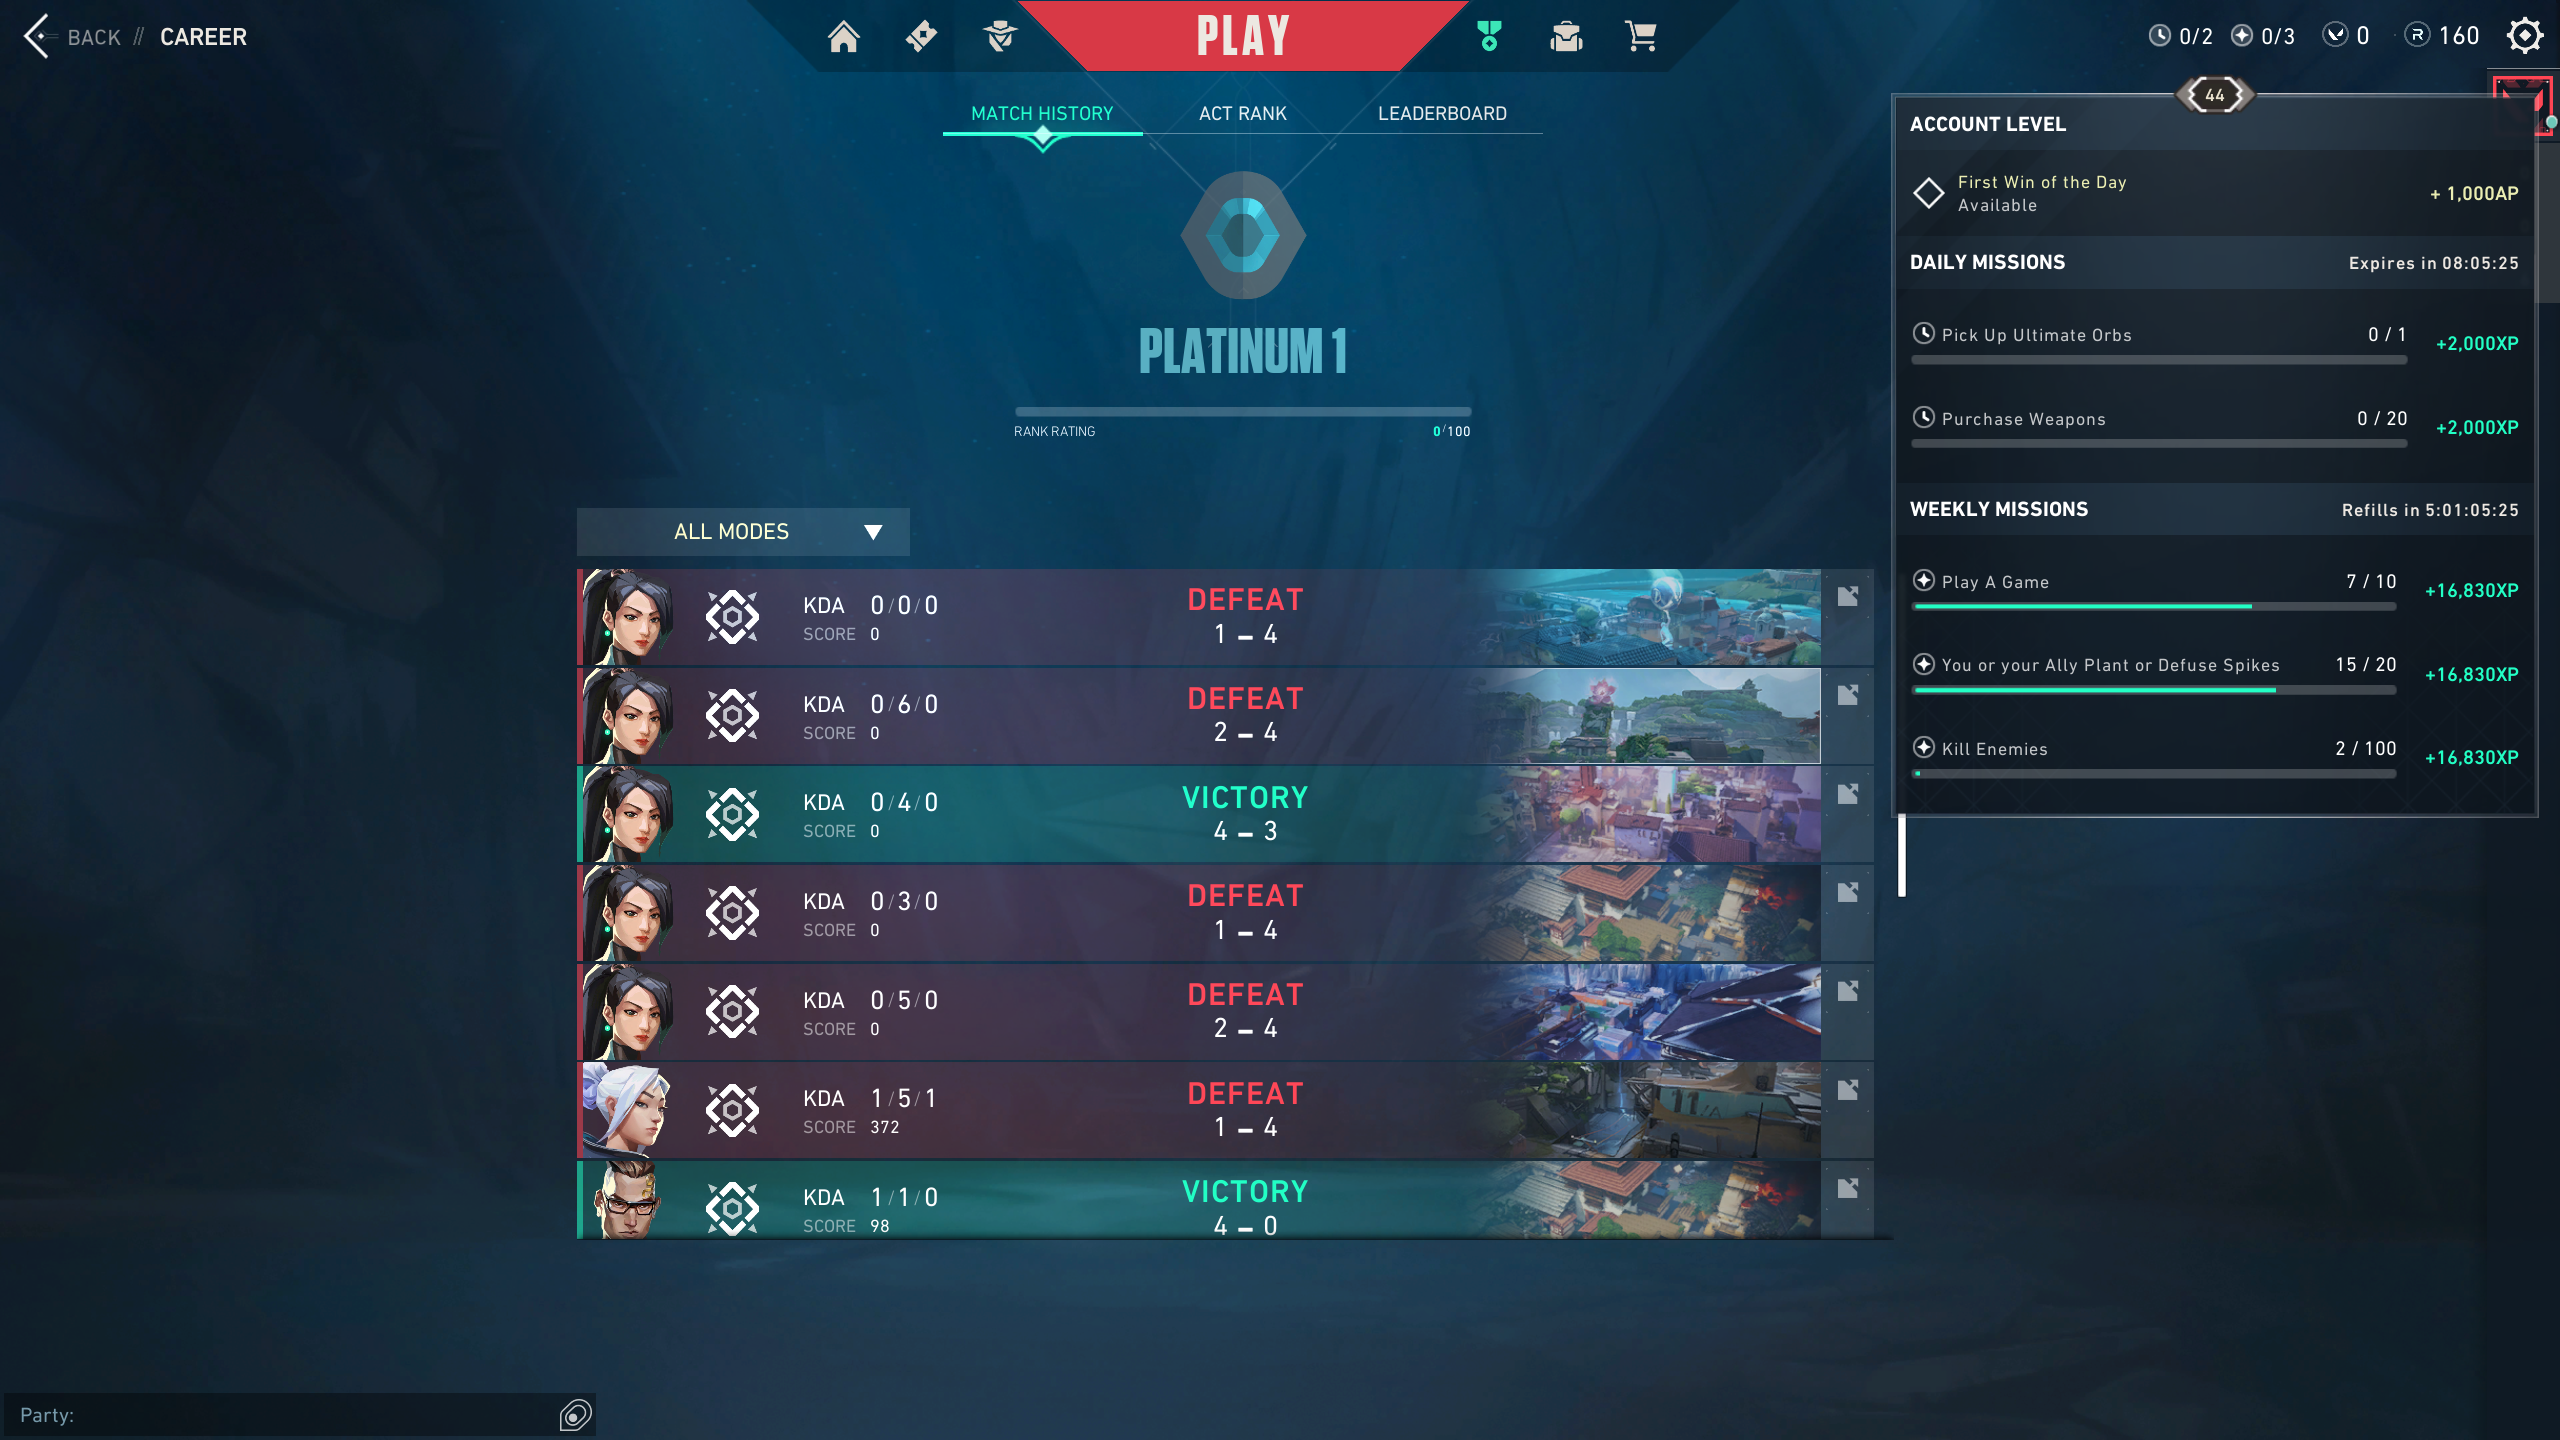 BACK // CAREER
PLAY
0/2 0/3 0 160
MATCH HISTORY
ACT RANK
LEADERBOARD
PLATINUM 1
RANK RATING 0/100
44
ACCOUNT LEVEL
First Win of the Day
Available
+ 1,000AP
DAILY MISSIONS Expires in 08:05:25
Pick Up Ultimate Orbs 0 / 1 +2,000XP
Purchase Weapons 0 / 20 +2,000XP
WEEKLY MISSIONS Refills in 5:01:05:25
Play A Game 7 / 10 +16,830XP
You or your Ally Plant or Defuse Spikes 15 / 20 +16,830XP
Kill Enemies 2 / 100 +16,830XP
ALL MODES
KDA 0/0/0 DEFEAT
SCORE 0 1 – 4
KDA 0/6/0 DEFEAT
SCORE 0 2 – 4
KDA 0/4/0 VICTORY
SCORE 0 4 – 3
KDA 0/3/0 DEFEAT
SCORE 0 1 – 4
KDA 0/5/0 DEFEAT
SCORE 0 2 – 4
KDA 1/5/1 DEFEAT
SCORE 372 1 – 4
KDA 1/1/0 VICTORY
SCORE 98 4 – 0
Party: